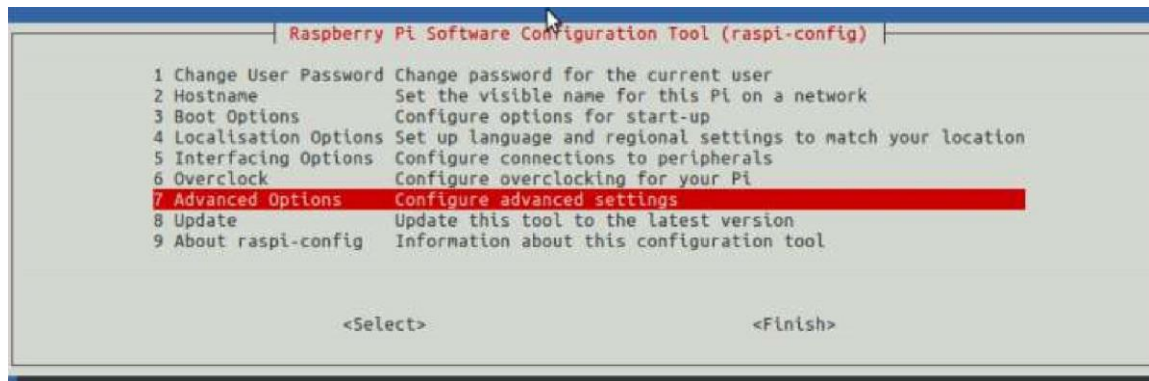 Raspberry Pi Software Configuration Tool (raspi-config)
1 Change User Password Change password for the current user
2 Hostname Set the visible name for this Pi on a network
3 Boot Options Configure options for start-up
4 Localisation Options Set up language and regional settings to match your location
5 Interfacing Options Configure connections to peripherals
6 Overclock Configure overclocking for your Pi
7 Advanced Options Configure advanced settings
8 Update Update this tool to the latest version
9 About raspi-config Information about this configuration tool
<Select> <Finish>